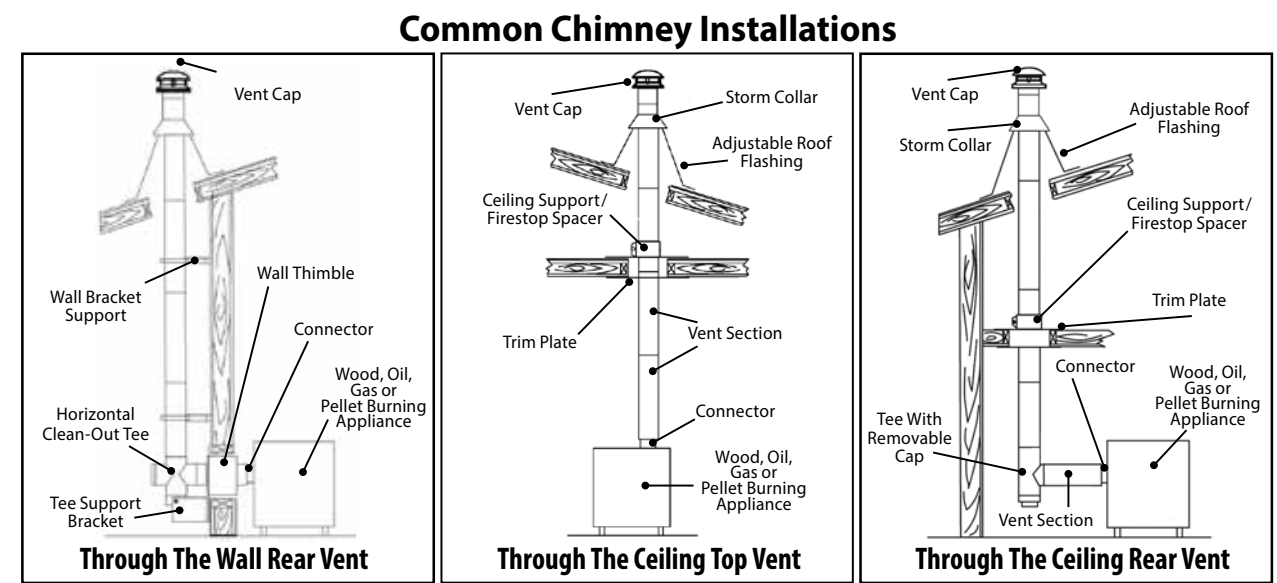 Common Chimney Installations
Vent Cap
Wall Thimble
Wall Bracket
Support
Connector
Wood, Oil,
Gas or
Pellet Burning
Appliance
Horizontal
Clean-Out Tee
Tee Support
Bracket
Through The Wall Rear Vent
Vent Cap
Storm Collar
Adjustable Roof
Flashing
Ceiling Support/
Firestop Spacer
Trim Plate
Vent Section
Connector
Wood, Oil,
Gas or
Pellet Burning
Appliance
Through The Ceiling Top Vent
Vent Cap
Adjustable Roof
Flashing
Storm Collar
Ceiling Support/
Firestop Spacer
Trim Plate
Connector
Wood, Oil,
Gas or
Pellet Burning
Appliance
Tee With
Removable
Cap
Vent Section
Through The Ceiling Rear Vent